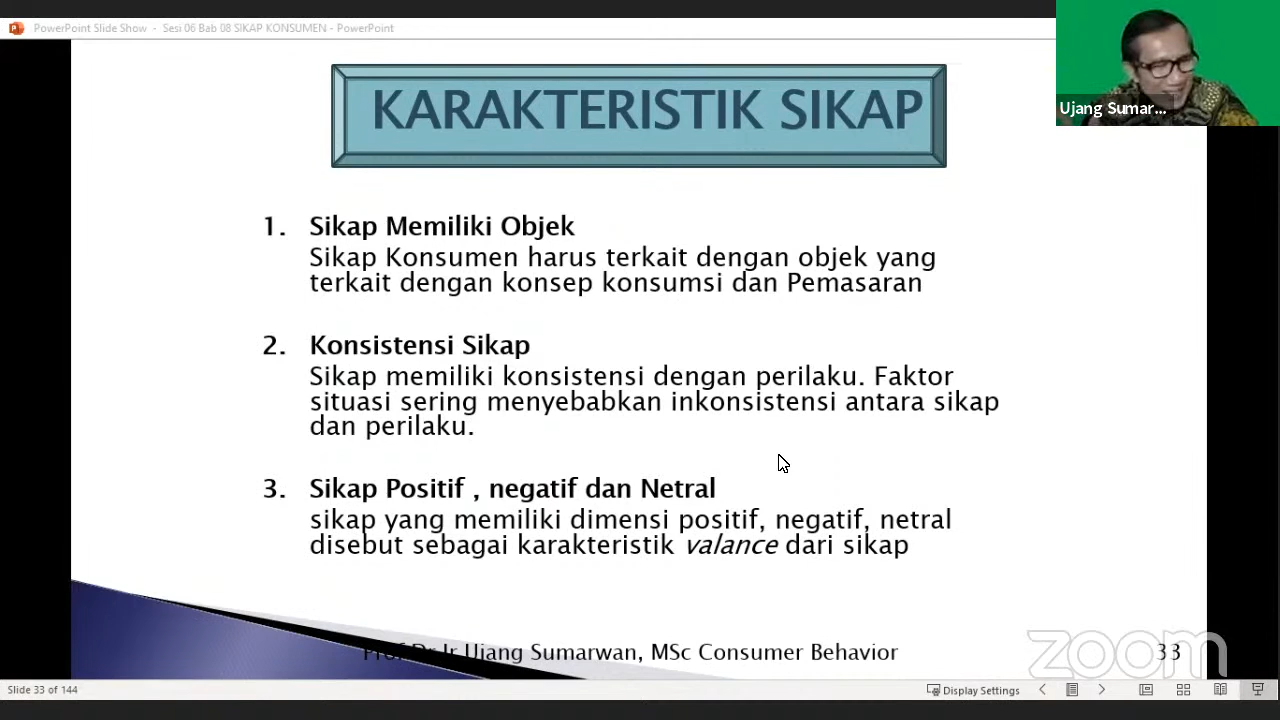 PowerPoint Slide Show - Sesi 06 Bab 08 SIKAP KONSUMEN - PowerPoint
Ujang Sumar...
KARAKTERISTIK SIKAP
1. Sikap Memiliki Objek
Sikap Konsumen harus terkait dengan objek yang
terkait dengan konsep konsumsi dan Pemasaran
2. Konsistensi Sikap
Sikap memiliki konsistensi dengan perilaku. Faktor
situasi sering menyebabkan inkonsistensi antara sikap
dan perilaku.
3. Sikap Positif , negatif dan Netral
sikap yang memiliki dimensi positif, negatif, netral
disebut sebagai karakteristik valance dari sikap
Prof Dr Ir Ujang Sumarwan, MSc Consumer Behavior
33
zoom
Slide 33 of 144
Display Settings